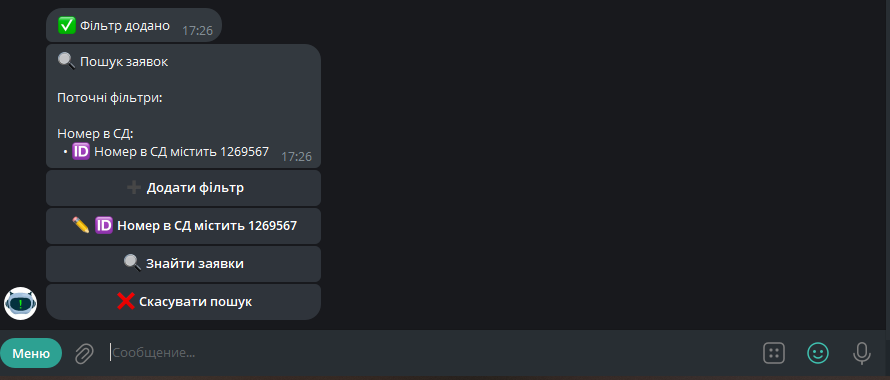 ✅ Фільтр додано 17:26
🔍 Пошук заявок
Поточні фільтри:
Номер в СД:
• 🆔 Номер в СД містить 1269567 17:26
➕ Додати фільтр
✏️ 🆔 Номер в СД містить 1269567
🔍 Знайти заявки
❌ Скасувати пошук
Меню Сообщение...